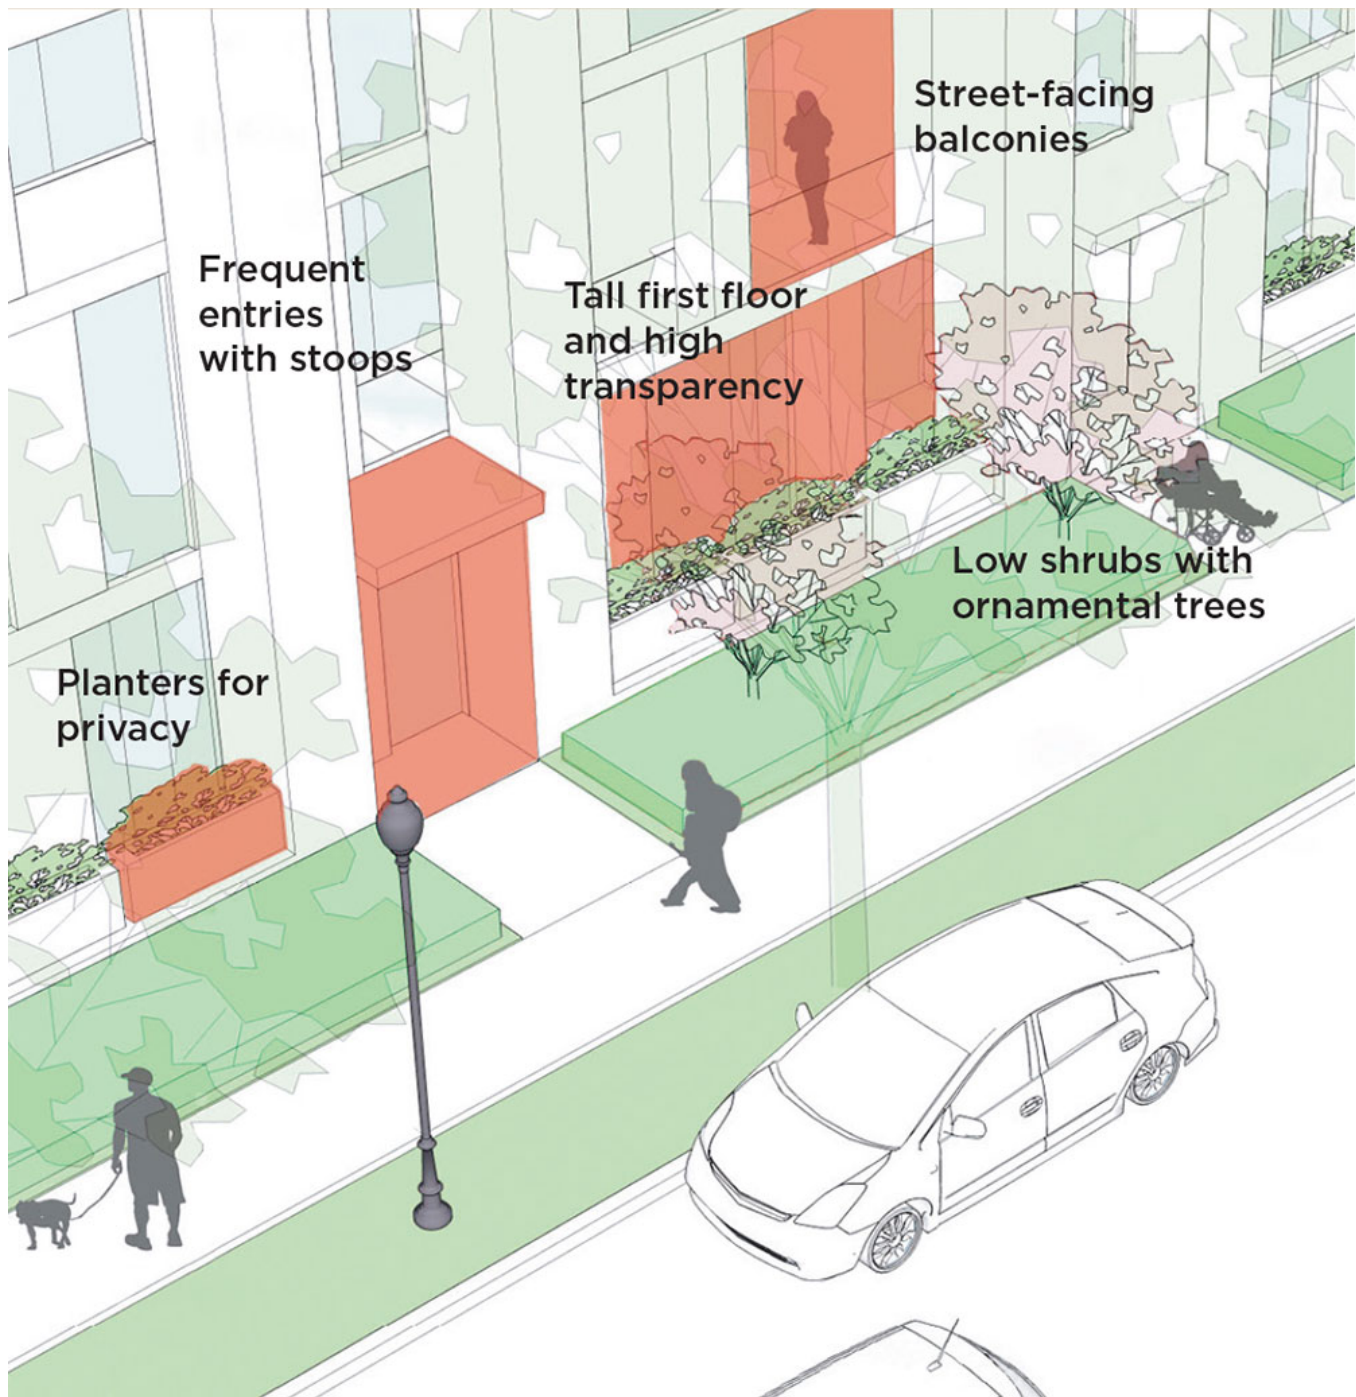 Street-facing
balconies
Frequent
entries
with stoops
Tall first floor
and high
transparency
Low shrubs with
ornamental trees
Planters for
privacy